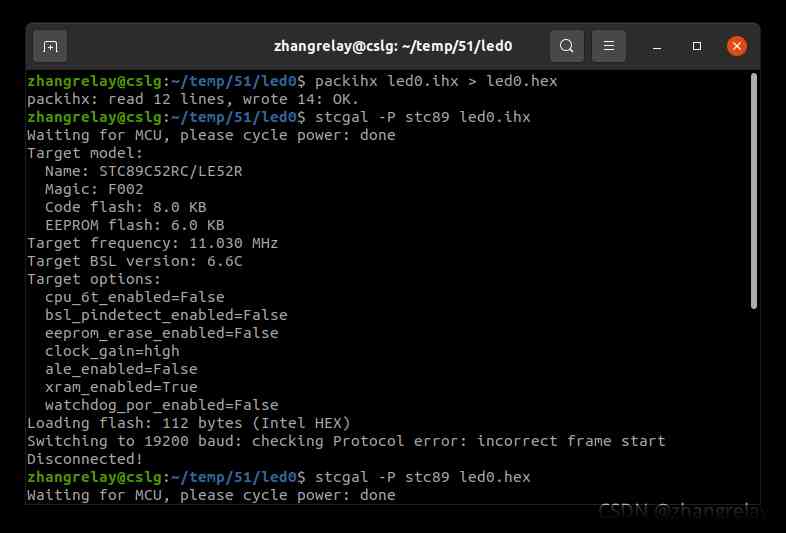 zhangrelay@cslg: ~/temp/51/led0
zhangrelay@cslg:~/temp/51/led0$ packihx led0.ihx > led0.hex
packihx: read 12 lines, wrote 14: OK.
zhangrelay@cslg:~/temp/51/led0$ stcgal -P stc89 led0.ihx
Waiting for MCU, please cycle power: done
Target model:
  Name: STC89C52RC/LE52R
  Magic: F002
  Code flash: 8.0 KB
  EEPROM flash: 6.0 KB
Target frequency: 11.030 MHz
Target BSL version: 6.6C
Target options:
  cpu_6t_enabled=False
  bsl_pindetect_enabled=False
  eeprom_erase_enabled=False
  clock_gain=high
  ale_enabled=False
  xram_enabled=True
  watchdog_por_enabled=False
Loading flash: 112 bytes (Intel HEX)
Switching to 19200 baud: checking Protocol error: incorrect frame start
Disconnected!
zhangrelay@cslg:~/temp/51/led0$ stcgal -P stc89 led0.hex
Waiting for MCU, please cycle power: done
CSDN @zhangrelay